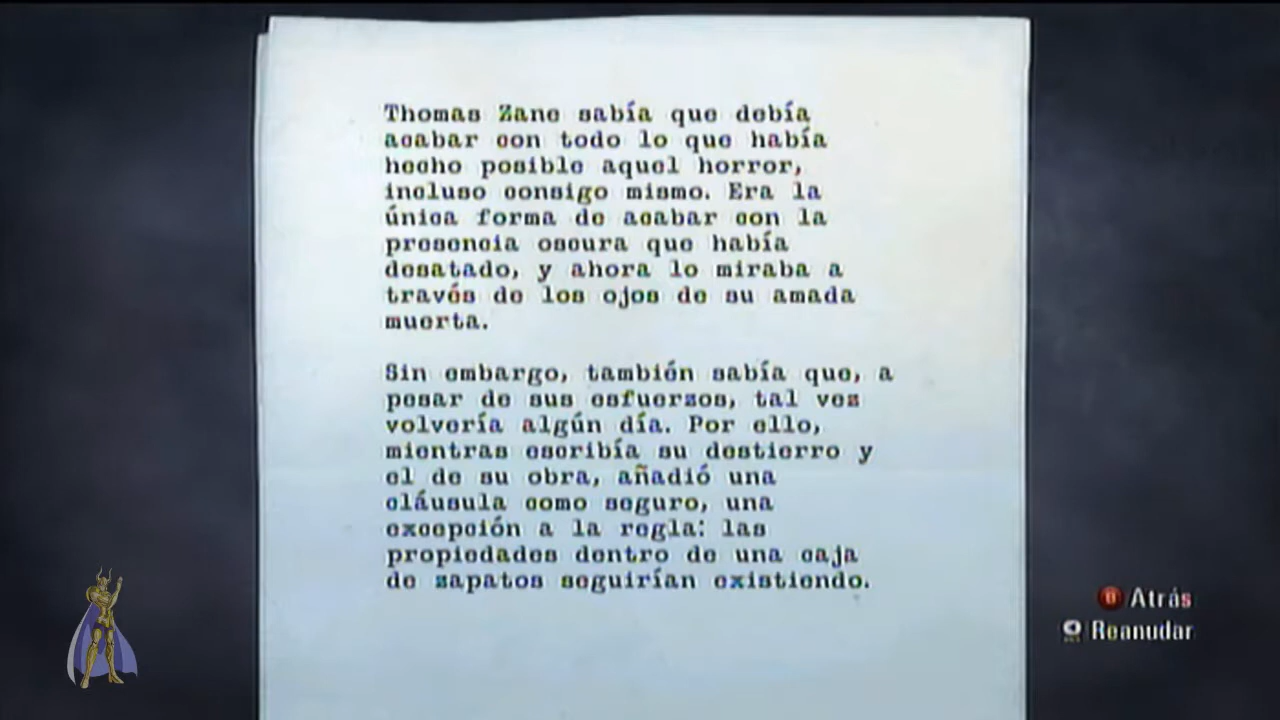 Thomas Zane sabía que debía
acabar con todo lo que había
hecho posible aquel horror,
incluso consigo mismo. Era la
única forma de acabar con la
presencia oscura que había
desatado, y ahora lo miraba a
través de los ojos de su amada
muerta.
Sin embargo, también sabía que, a
pesar de sus esfuerzos, tal vez
volvería algún día. Por ello,
mientras escribía su destierro y
el de su obra, añadió una
cláusula como seguro, una
excepción a la regla: las
propiedades dentro de una caja
de zapatos seguirían existiendo.
B Atrás
Reanudar